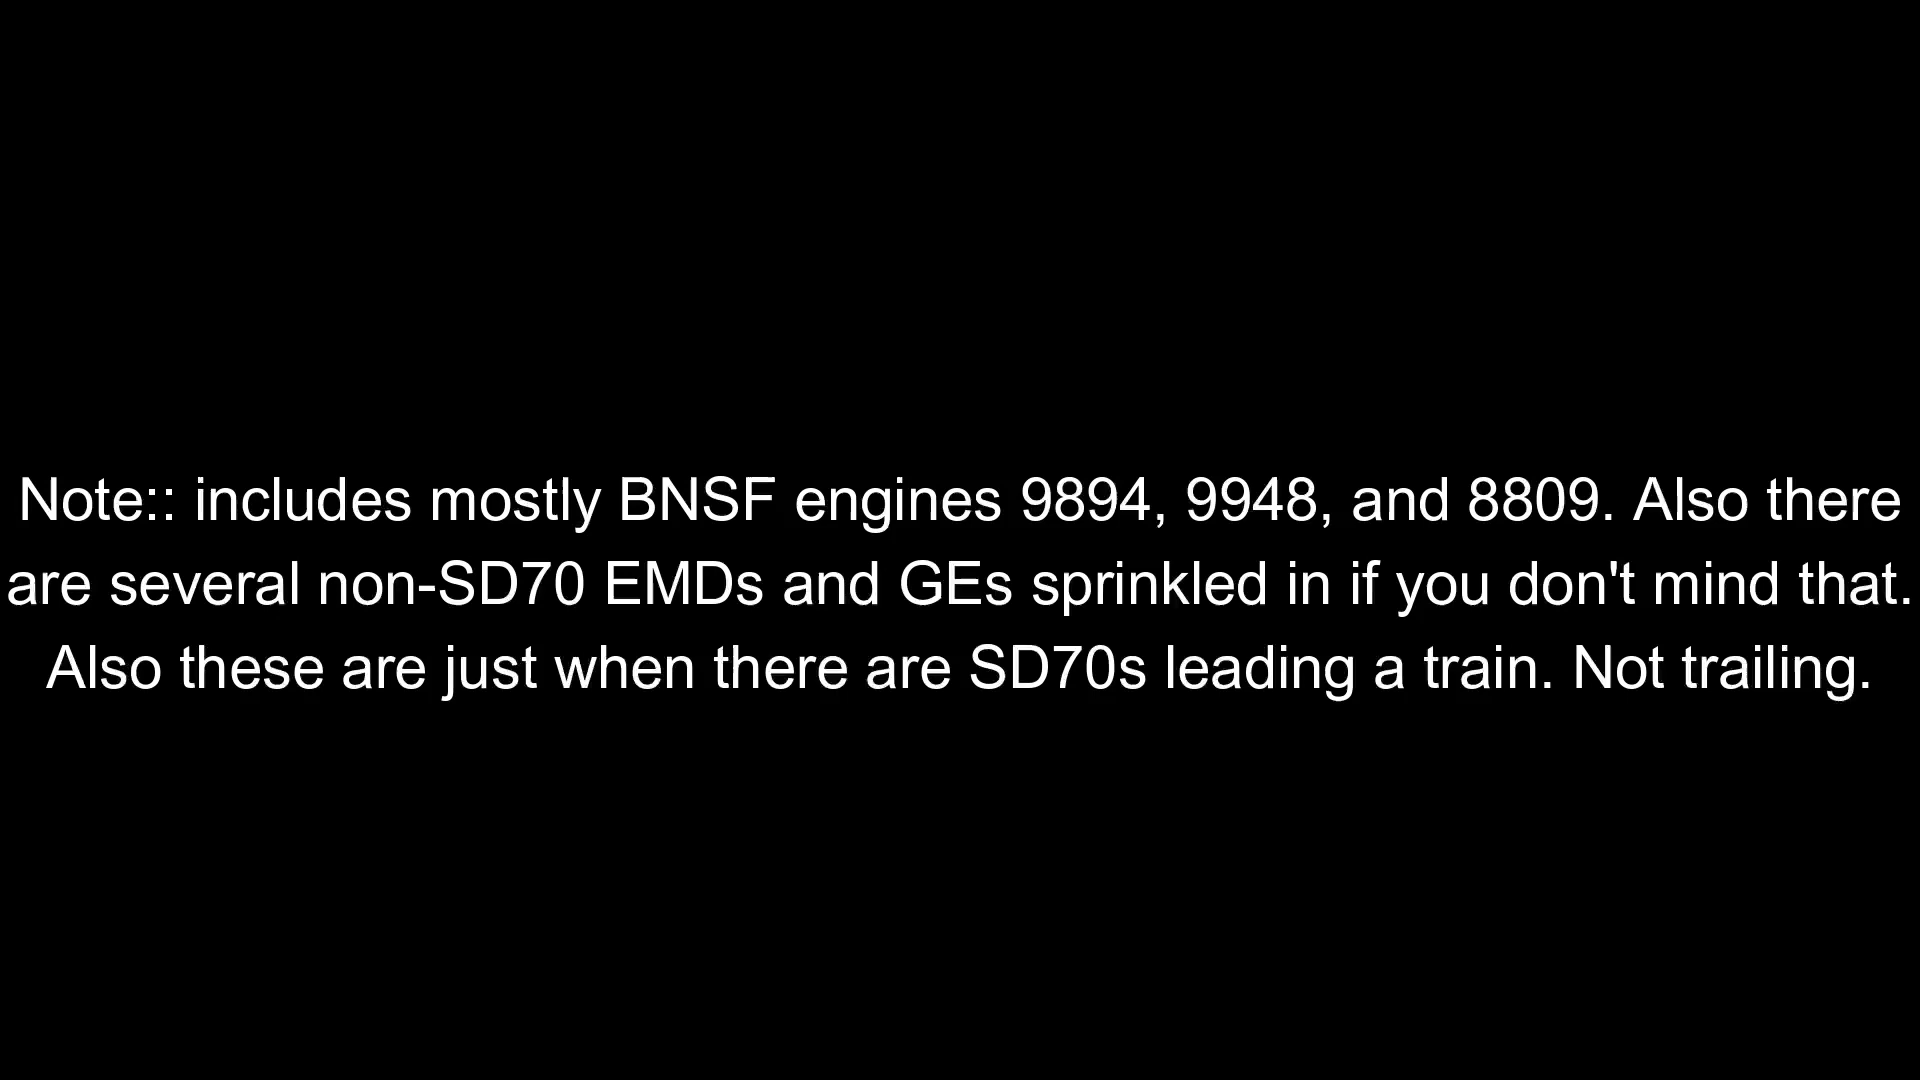 Note:: includes mostly BNSF engines 9894, 9948, and 8809. Also there
are several non-SD70 EMDs and GEs sprinkled in if you don't mind that.
Also these are just when there are SD70s leading a train. Not trailing.